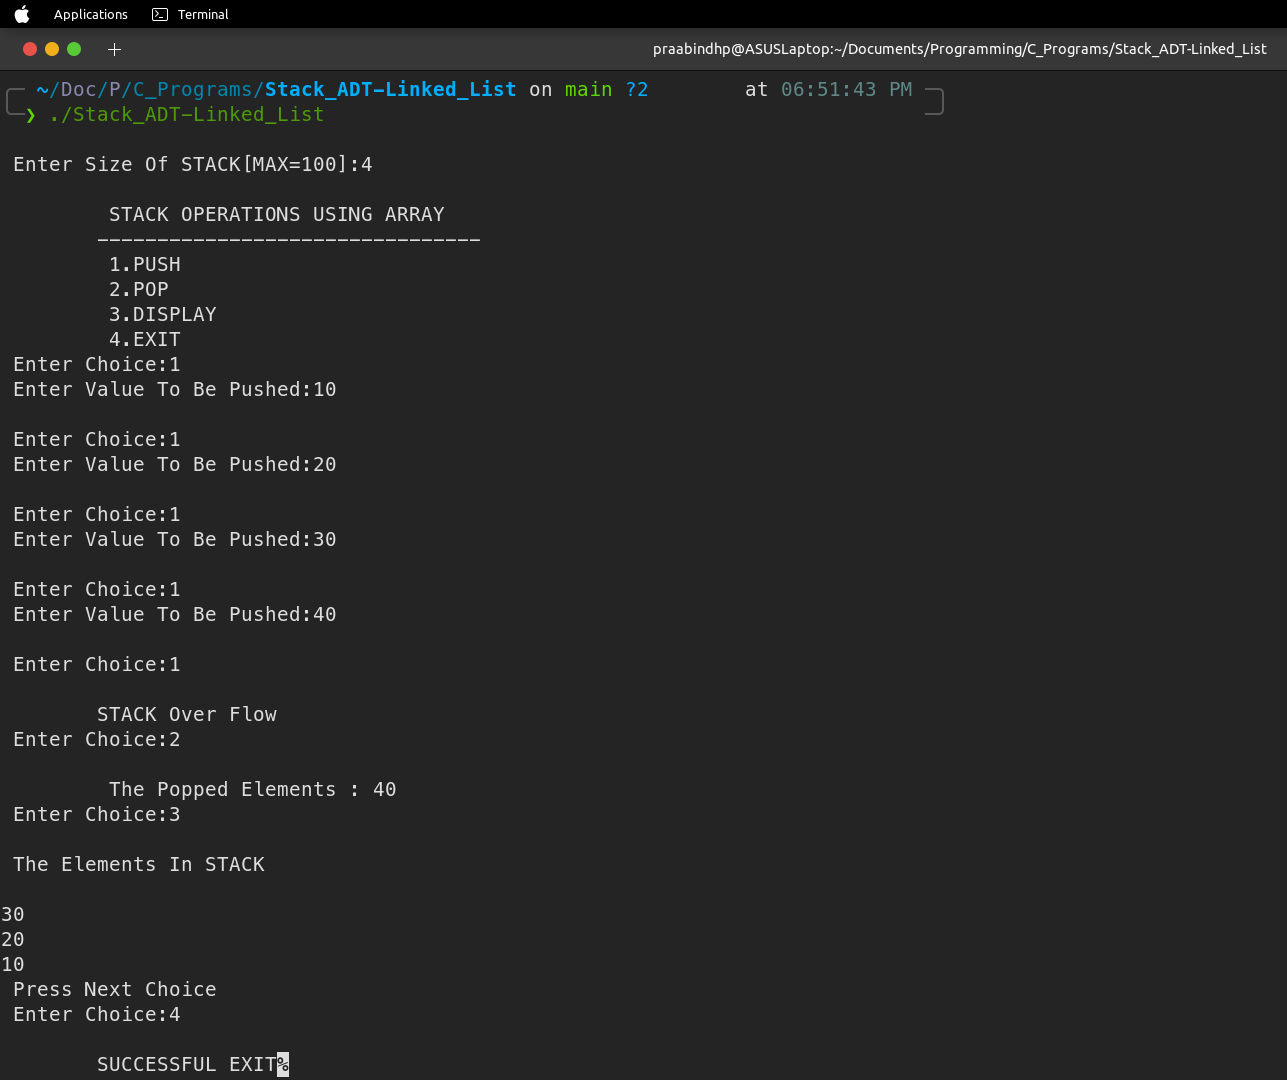 Applications Terminal
praabindhp@ASUSLaptop:~/Documents/Programming/C_Programs/Stack_ADT-Linked_List
~/Doc/P/C_Programs/Stack_ADT-Linked_List on main ?2 at 06:51:43 PM
❯ ./Stack_ADT-Linked_List
Enter Size Of STACK[MAX=100]:4
STACK OPERATIONS USING ARRAY
--------------------------------
1.PUSH
2.POP
3.DISPLAY
4.EXIT
Enter Choice:1
Enter Value To Be Pushed:10
Enter Choice:1
Enter Value To Be Pushed:20
Enter Choice:1
Enter Value To Be Pushed:30
Enter Choice:1
Enter Value To Be Pushed:40
Enter Choice:1
STACK Over Flow
Enter Choice:2
The Popped Elements : 40
Enter Choice:3
The Elements In STACK
30
20
10
Press Next Choice
Enter Choice:4
SUCCESSFUL EXIT%